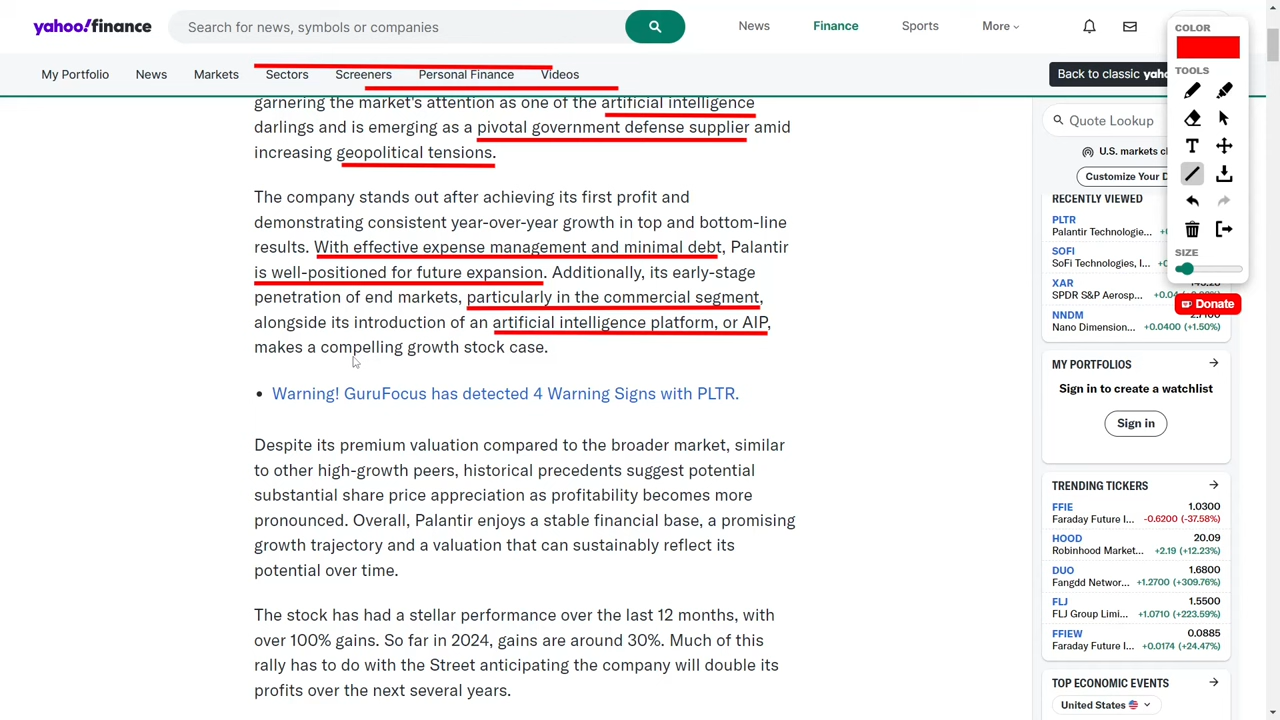 yahoo!finance
Search for news, symbols or companies
News
Finance
Sports
More
My Portfolio
News
Markets
Sectors
Screeners
Personal Finance
Videos
Back to classic
garnering the market's attention as one of the artificial intelligence
darlings and is emerging as a pivotal government defense supplier amid
increasing geopolitical tensions.
The company stands out after achieving its first profit and
demonstrating consistent year-over-year growth in top and bottom-line
results. With effective expense management and minimal debt, Palantir
is well-positioned for future expansion. Additionally, its early-stage
penetration of end markets, particularly in the commercial segment,
alongside its introduction of an artificial intelligence platform, or AIP,
makes a compelling growth stock case.
• Warning! GuruFocus has detected 4 Warning Signs with PLTR.
Despite its premium valuation compared to the broader market, similar
to other high-growth peers, historical precedents suggest potential
substantial share price appreciation as profitability becomes more
pronounced. Overall, Palantir enjoys a stable financial base, a promising
growth trajectory and a valuation that can sustainably reflect its
potential over time.
The stock has had a stellar performance over the last 12 months, with
over 100% gains. So far in 2024, gains are around 30%. Much of this
rally has to do with the Street anticipating the company will double its
profits over the next several years.
Quote Lookup
U.S. markets
Customize Your
RECENTLY VIEWED
PLTR
Palantir Technologie...
SOFI
SoFi Technologies, I...
XAR
SPDR S&P Aerosp...
NNDM
Nano Dimension... +0.0400 (+1.50%)
MY PORTFOLIOS
Sign in to create a watchlist
Sign in
TRENDING TICKERS
FFIE 1.0300
Faraday Future I... -0.6200 (-37.58%)
HOOD 20.09
Robinhood Market... +2.19 (+12.23%)
DUO 1.6800
Fangdd Networ... +1.2700 (+309.76%)
FLJ 1.5500
FLJ Group Limi... +1.0710 (+223.59%)
FFIEW 0.0885
Faraday Future I... +0.0174 (+24.47%)
TOP ECONOMIC EVENTS
United States
COLOR
TOOLS
T
SIZE
Donate